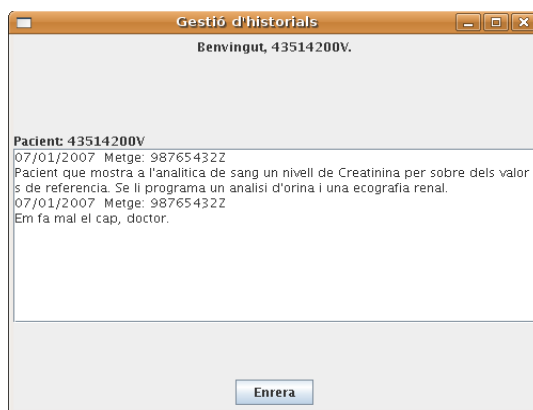 Gestió d'historials
Benvingut, 43514200V.
Pacient: 43514200V
07/01/2007 Metge: 98765432Z
Pacient que mostra a l'analitica de sang un nivell de Creatinina per sobre dels valor
s de referencia. Se li programa un analisi d'orina i una ecografia renal.
07/01/2007 Metge: 98765432Z
Em fa mal el cap, doctor.
Enrera